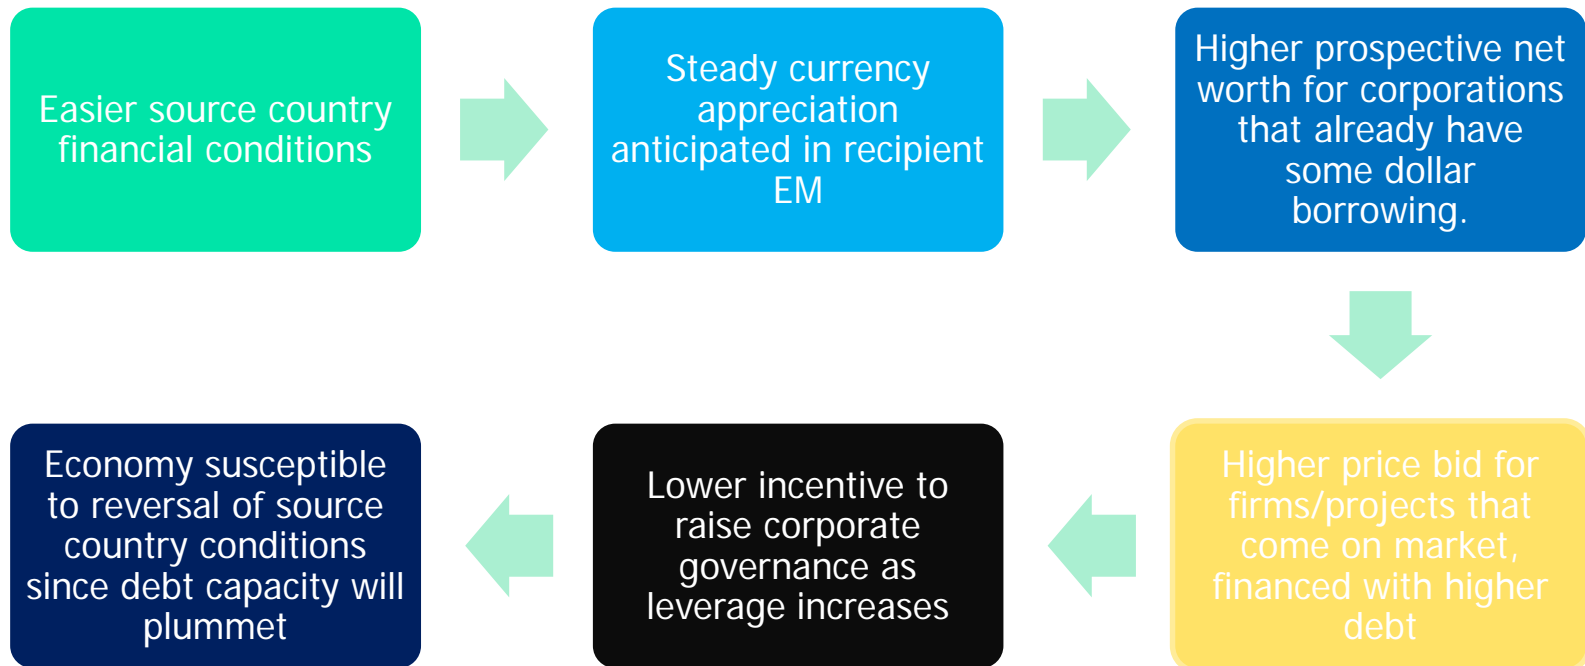 Easier source country
financial conditions
Steady currency
appreciation
anticipated in recipient
EM
Higher prospective net
worth for corporations
that already have
some dollar
borrowing.
Higher price bid for
firms/projects that
come on market,
financed with higher
debt
Lower incentive to
raise corporate
governance as
leverage increases
Economy susceptible
to reversal of source
country conditions
since debt capacity will
plummet